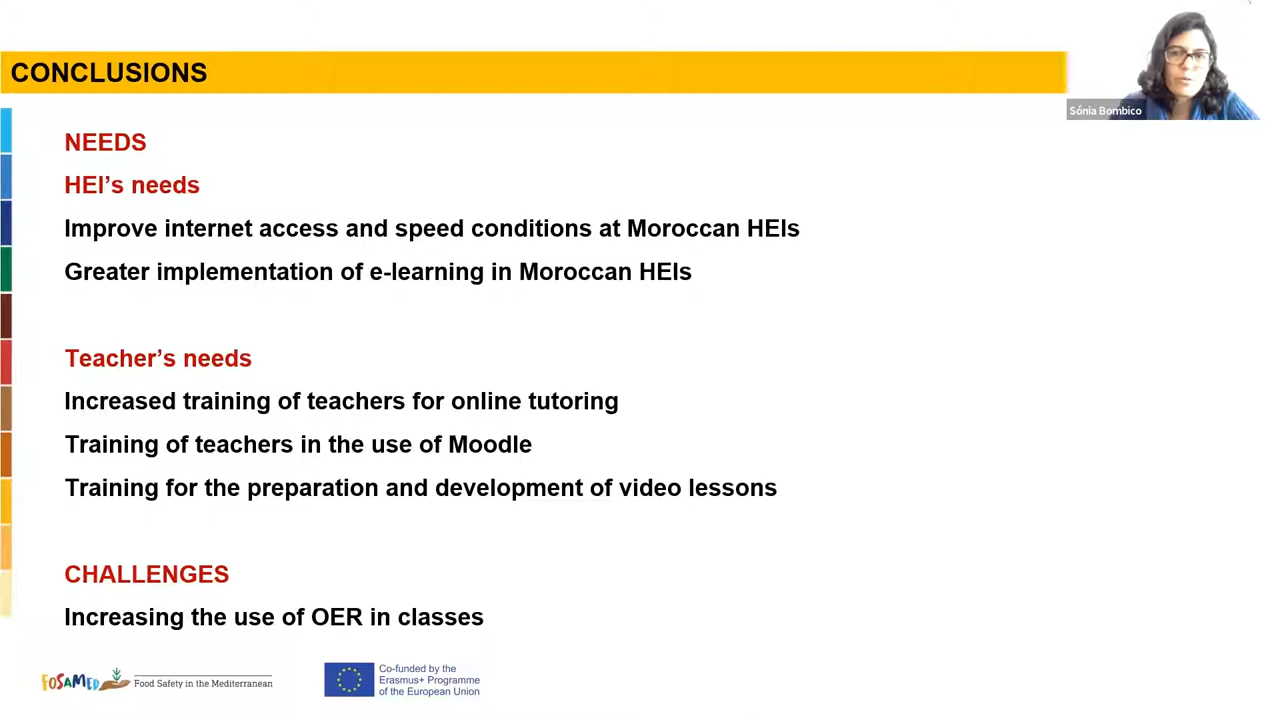 CONCLUSIONS
Sónia Bombico
NEEDS
HEI’s needs
Improve internet access and speed conditions at Moroccan HEIs
Greater implementation of e-learning in Moroccan HEIs
Teacher’s needs
Increased training of teachers for online tutoring
Training of teachers in the use of Moodle
Training for the preparation and development of video lessons
CHALLENGES
Increasing the use of OER in classes
FOSAMED
Food Safety in the Mediterranean
Co-funded by the
Erasmus+ Programme
of the European Union